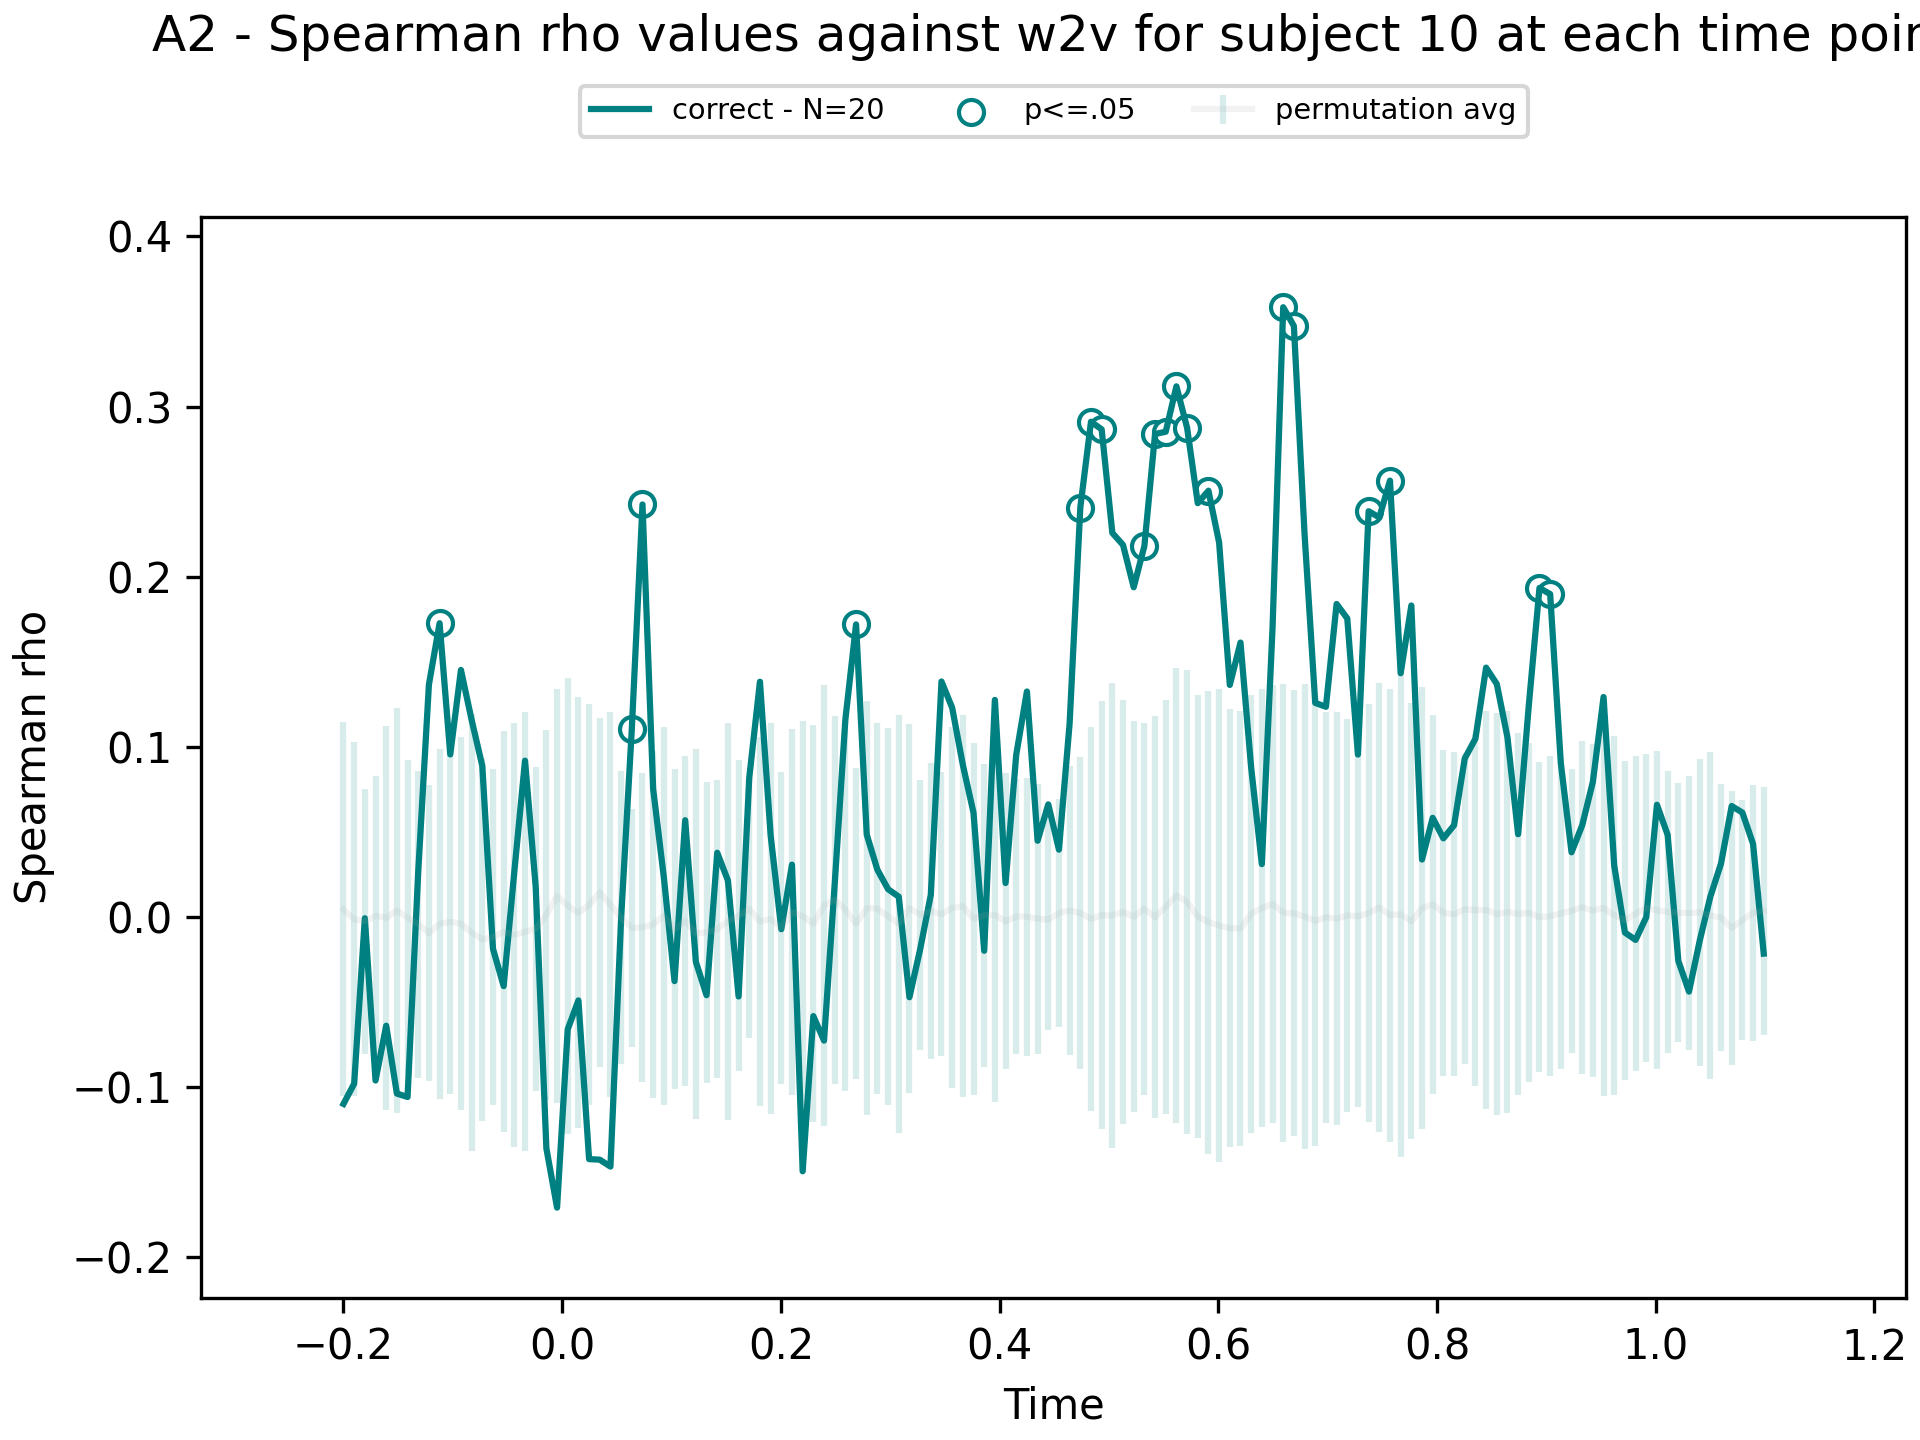 A2 - Spearman rho values against w2v for subject 10 at each time
correct - N=20 p<=.05 permutation avg
0.4
0.3
0.2
0.1
0.0
−0.1
−0.2
Spearman rho
−0.2 0.0 0.2 0.4 0.6 0.8 1.0 1.2
Time